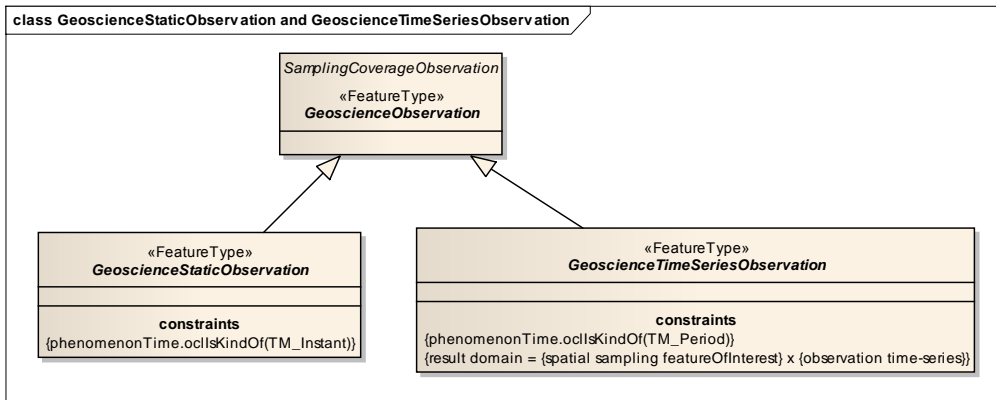 class GeoscienceStaticObservation and GeoscienceTimeSeriesObservation
SamplingCoverageObservation
«FeatureType»
GeoscienceObservation
«FeatureType»
GeoscienceStaticObservation
constraints
{phenomenonTime.oclIsKindOf(TM_Instant)}
«FeatureType»
GeoscienceTimeSeriesObservation
constraints
{phenomenonTime.oclIsKindOf(TM_Period)}
{result domain = {spatial sampling featureOfInterest} x {observation time-series}}